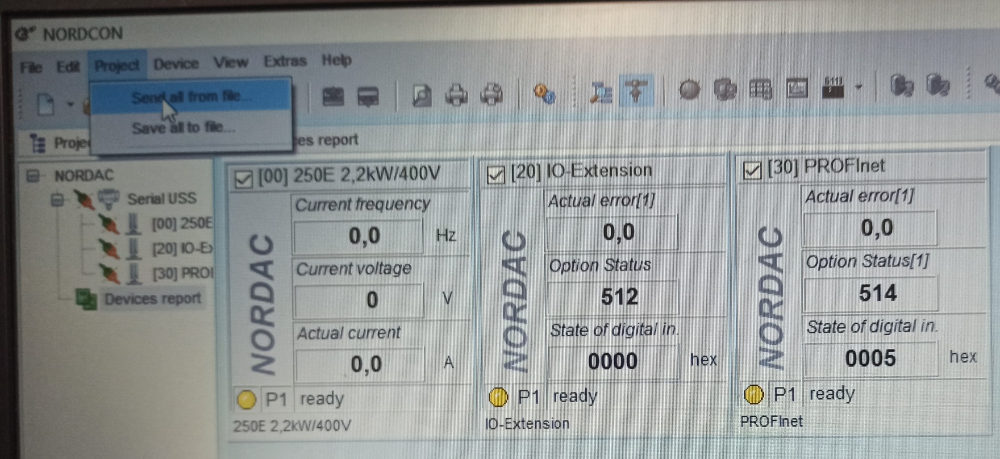 NORDCON
File Edit Project Device View Extras Help
Send all from file...
Save all to file...
Projec
es report
NORDAC
Serial USS
[00] 250E
[20] IO-Ex
[30] PROI
Devices report
[00] 250E 2,2kW/400V
NORDAC
Current frequency
0,0 Hz
Current voltage
0 V
Actual current
0,0 A
P1 ready
250E 2,2kW/400V
[20] IO-Extension
NORDAC
Actual error[1]
0,0
Option Status
512
State of digital in.
0000 hex
P1 ready
IO-Extension
[30] PROFInet
NORDAC
Actual error[1]
0,0
Option Status[1]
514
State of digital in.
0005 hex
P1 ready
PROFInet